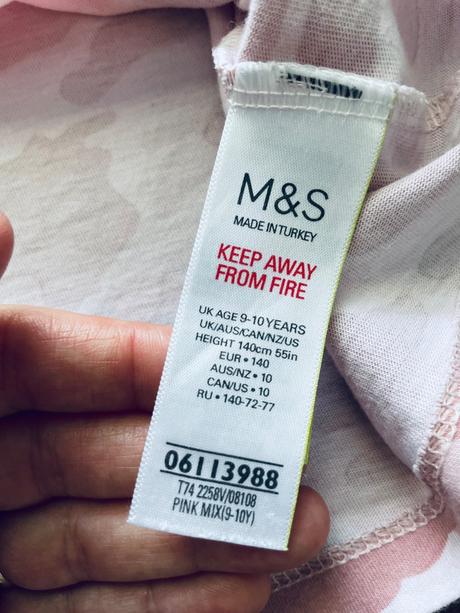 M&S
MADE IN TURKEY
KEEP AWAY
FROM FIRE
UK AGE 9-10 YEARS
UK/AUS/CAN/NZ/US
HEIGHT 140cm 55in
EUR • 140
AUS/NZ • 10
CAN/US • 10
RU • 140-72-77
06113988
T74 2258V/08108
PINK MIX(9-10Y)